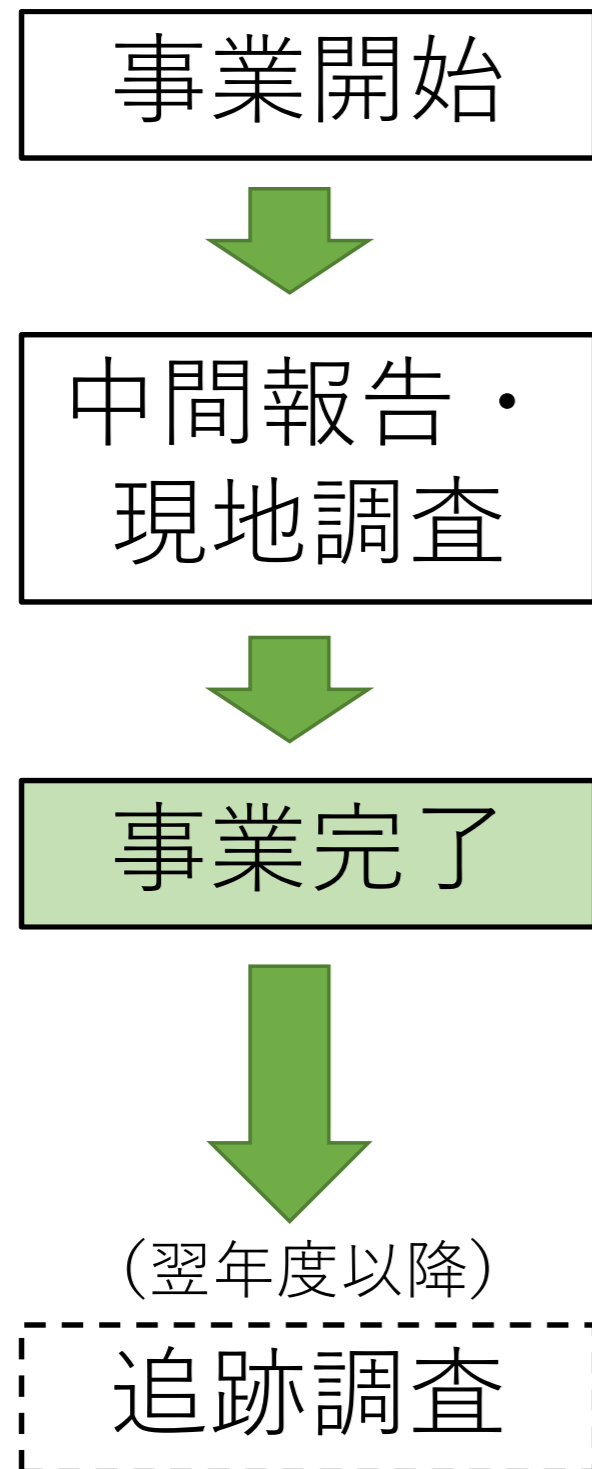 事業開始
中間報告・
現地調査
事業完了
（翌年度以降）
追跡調査